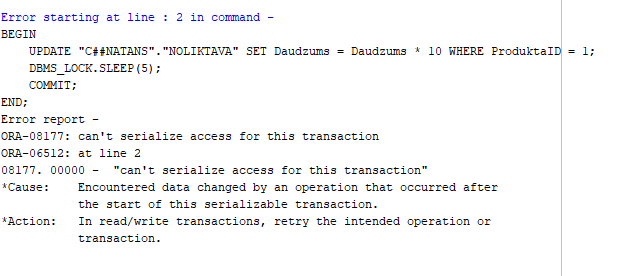 Error starting at line : 2 in command -
BEGIN
    UPDATE "C##NATANS"."NOLIKTAVA" SET Daudzums = Daudzums * 10 WHERE ProduktaID = 1;
    DBMS_LOCK.SLEEP(5);
    COMMIT;
END;
Error report -
ORA-08177: can't serialize access for this transaction
ORA-06512: at line 2
08177. 00000 -  "can't serialize access for this transaction"
*Cause:    Encountered data changed by an operation that occurred after
           the start of this serializable transaction.
*Action:   In read/write transactions, retry the intended operation or
           transaction.